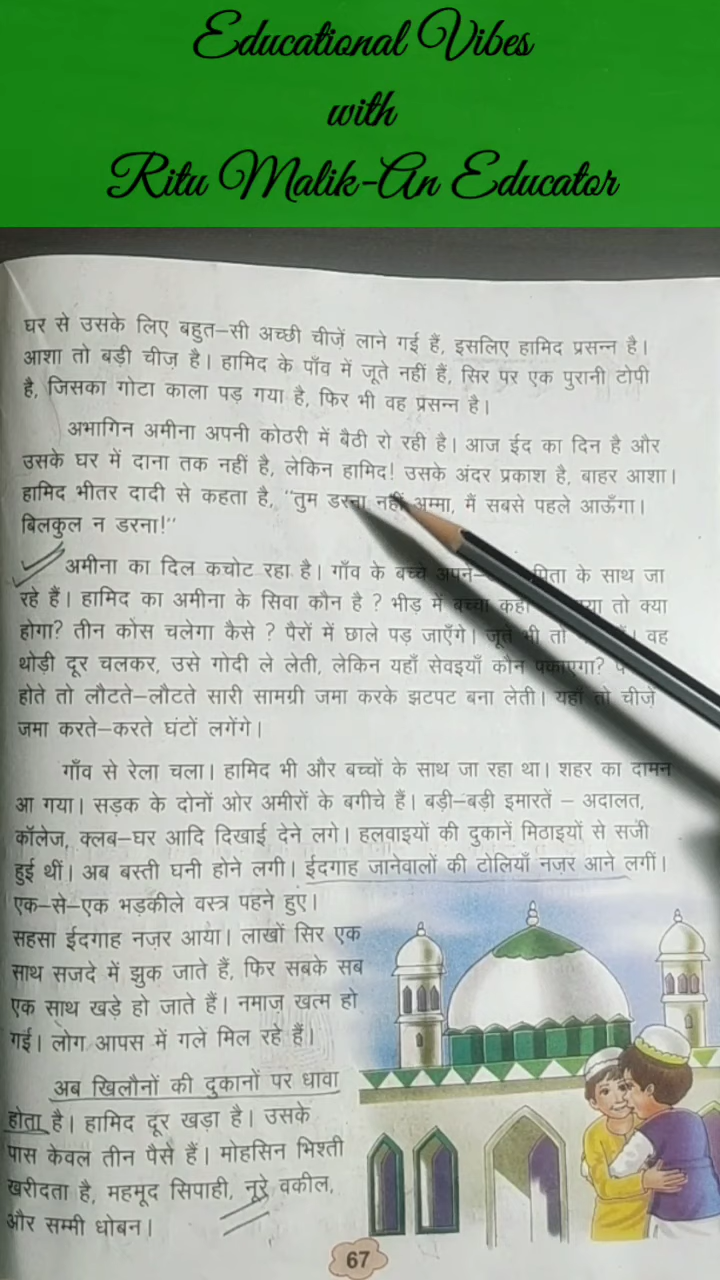 Educational Vibes
with
Ritu Malik-An Educator
घर से उसके लिए बहुत-सी अच्छी चीज़ें लाने गई हैं, इसलिए हामिद प्रसन्न है।
आशा तो बड़ी चीज़ है। हामिद के पाँव में जूते नहीं हैं, सिर पर एक पुरानी टोपी
है, जिसका गोटा काला पड़ गया है, फिर भी वह प्रसन्न है।
अभागिन अमीना अपनी कोठरी में बैठी रो रही है। आज ईद का दिन है और
उसके घर में दाना तक नहीं है, लेकिन हामिद! उसके अंदर प्रकाश है, बाहर आशा।
हामिद भीतर दादी से कहता है, "तुम डरना नहीं अम्मा, मैं सबसे पहले आऊँगा।
बिलकुल न डरना!"
अमीना का दिल कचोट रहा है। गाँव के बच्चे अपने- पिता के साथ जा
रहे हैं। हामिद का अमीना के सिवा कौन है ? भीड़ में बच्चा कहीं तो क्या
होगा? तीन कोस चलेगा कैसे ? पैरों में छाले पड़ जाएँगे। जूते भी तो वह
थोड़ी दूर चलकर, उसे गोदी ले लेती, लेकिन यहाँ सेवइयाँ कौन पकाएगा?
होते तो लौटते-लौटते सारी सामग्री जमा करके झटपट बना लेती। यहाँ तो चीज़ें
जमा करते-करते घंटों लगेंगे।
गाँव से रेला चला। हामिद भी और बच्चों के साथ जा रहा था। शहर का दामन
आ गया। सड़क के दोनों ओर अमीरों के बगीचे हैं। बड़ी-बड़ी इमारतें – अदालत,
कॉलेज, क्लब-घर आदि दिखाई देने लगे। हलवाइयों की दुकानें मिठाइयों से सजी
हुई थीं। अब बस्ती घनी होने लगी। ईदगाह जानेवालों की टोलियाँ नज़र आने लगीं।
एक-से-एक भड़कीले वस्त्र पहने हुए।
सहसा ईदगाह नज़र आया। लाखों सिर एक
साथ सजदे में झुक जाते हैं, फिर सबके सब
एक साथ खड़े हो जाते हैं। नमाज़ खत्म हो
गई। लोग आपस में गले मिल रहे हैं।
अब खिलौनों की दुकानों पर धावा
होता है। हामिद दूर खड़ा है। उसके
पास केवल तीन पैसे हैं। मोहसिन भिश्ती
खरीदता है, महमूद सिपाही, नूरे वकील,
और सम्मी धोबन।
67